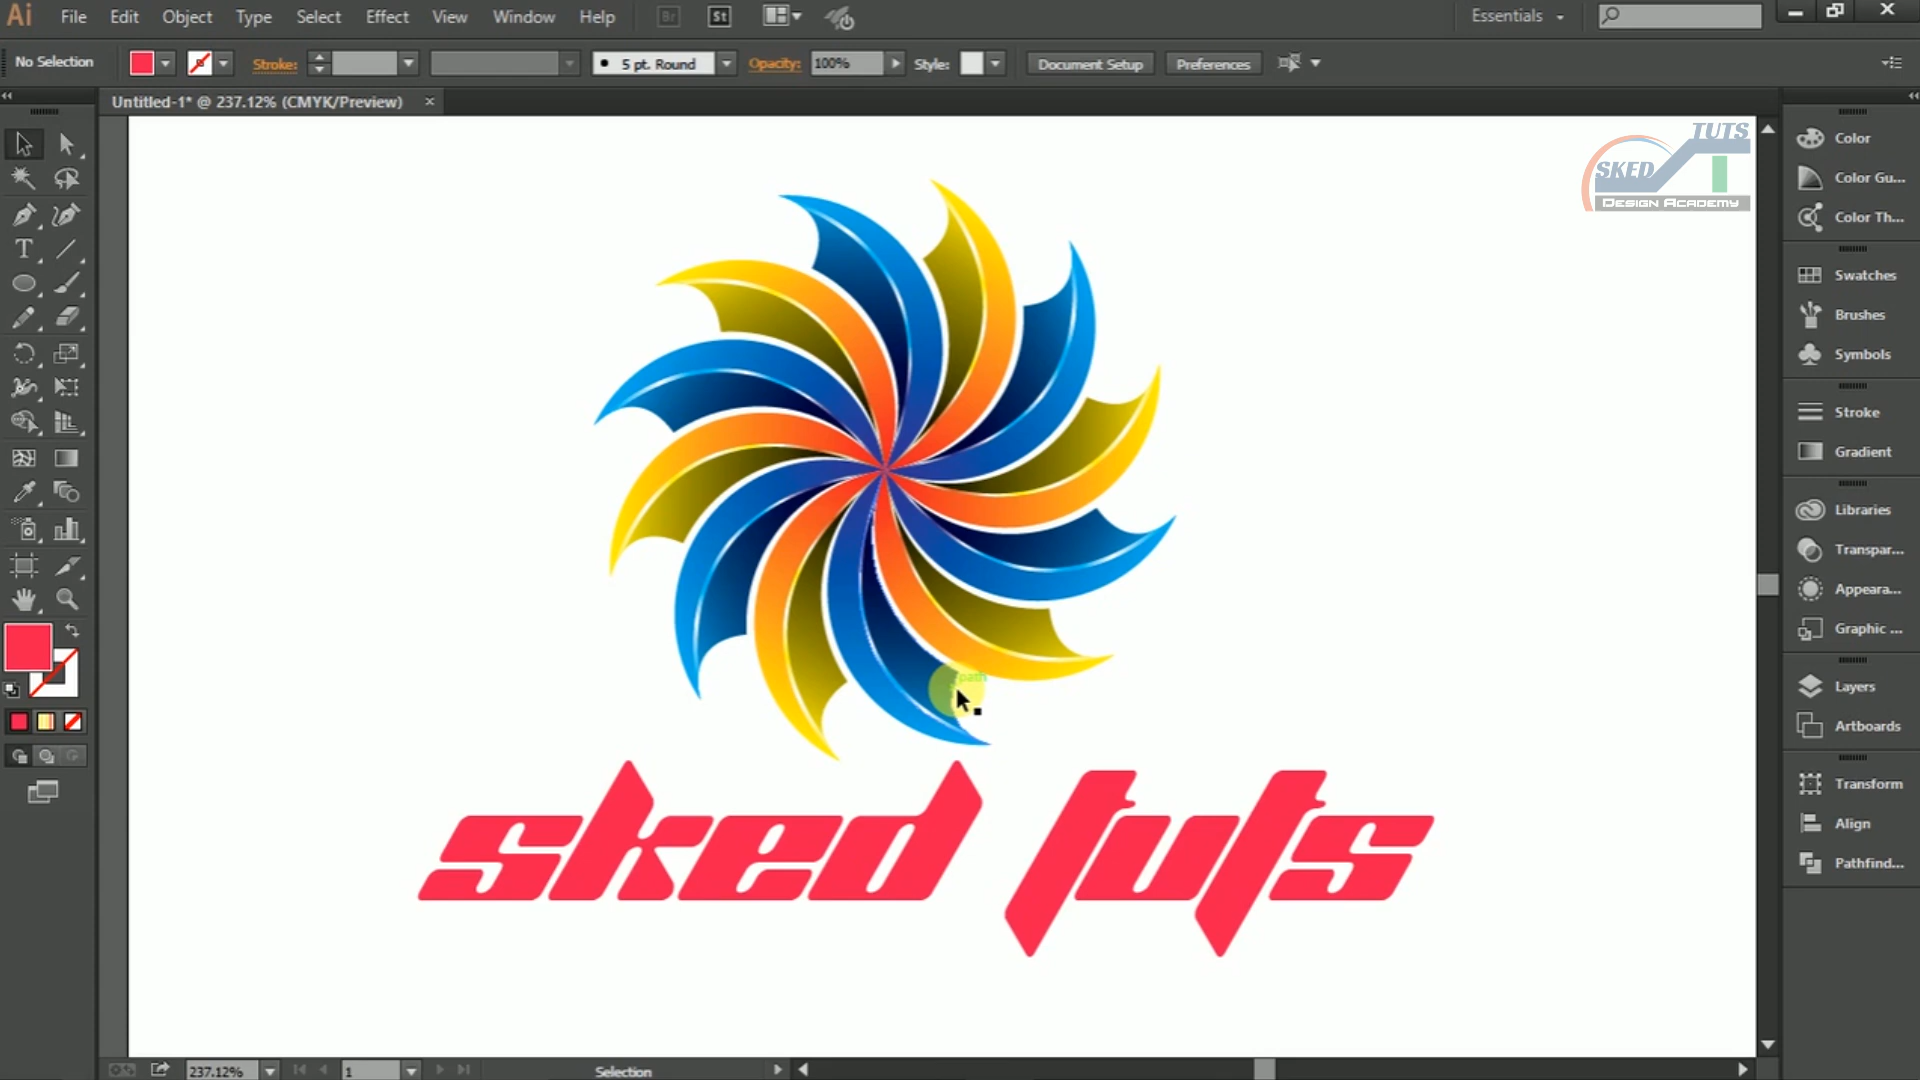 Ai File Edit Object Type Select Effect View Window Help Br St Essentials
No Selection Stroke: 5 pt. Round Opacity: 100% Style: Document Setup Preferences
Untitled-1* @ 237.12% (CMYK/Preview)
TUTS
SKED
Design Academy
Color
Color Gu...
Color Th...
Swatches
Brushes
Symbols
Stroke
Gradient
Libraries
Transpar...
Appeara...
Graphic ...
Layers
Artboards
Transform
Align
Pathfind...
path
sked tuts
237.12% 1 Selection